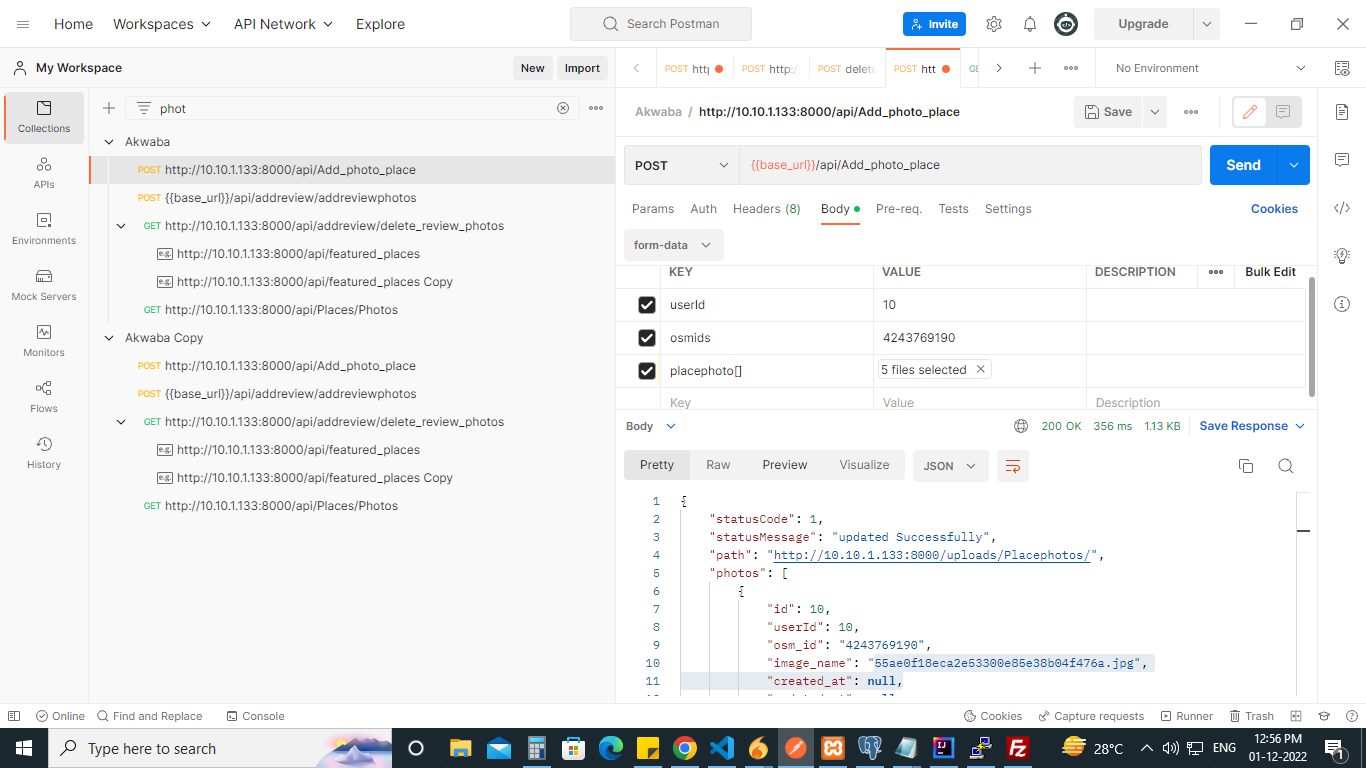 Home Workspaces API Network Explore Search Postman Invite Upgrade
My Workspace New Import POST http POST http:/ POST delete POST htt GE No Environment
phot
Collections
APIs
Environments
Mock Servers
Monitors
Flows
History
Akwaba
POST http://10.10.1.133:8000/api/Add_photo_place
POST {{base_url}}/api/addreview/addreviewphotos
GET http://10.10.1.133:8000/api/addreview/delete_review_photos
e.g. http://10.10.1.133:8000/api/featured_places
e.g. http://10.10.1.133:8000/api/featured_places Copy
GET http://10.10.1.133:8000/api/Places/Photos
Akwaba Copy
POST http://10.10.1.133:8000/api/Add_photo_place
POST {{base_url}}/api/addreview/addreviewphotos
GET http://10.10.1.133:8000/api/addreview/delete_review_photos
e.g. http://10.10.1.133:8000/api/featured_places
e.g. http://10.10.1.133:8000/api/featured_places Copy
GET http://10.10.1.133:8000/api/Places/Photos
Akwaba / http://10.10.1.133:8000/api/Add_photo_place Save
POST {{base_url}}/api/Add_photo_place Send
Params Auth Headers (8) Body Pre-req. Tests Settings Cookies
form-data
KEY VALUE DESCRIPTION Bulk Edit
userId 10
osmids 4243769190
placephoto[] 5 files selected
Key Value Description
Body 200 OK 356 ms 1.13 KB Save Response
Pretty Raw Preview Visualize JSON
1 {
2 "statusCode": 1,
3 "statusMessage": "updated Successfully",
4 "path": "http://10.10.1.133:8000/uploads/Placephotos/",
5 "photos": [
6 {
7 "id": 10,
8 "userId": 10,
9 "osm_id": "4243769190",
10 "image_name": "55ae0f18eca2e53300e85e38b04f476a.jpg",
11 "created_at": null,
Online Find and Replace Console Cookies Capture requests Runner Trash
Type here to search 28°C ENG 12:56 PM
01-12-2022 1